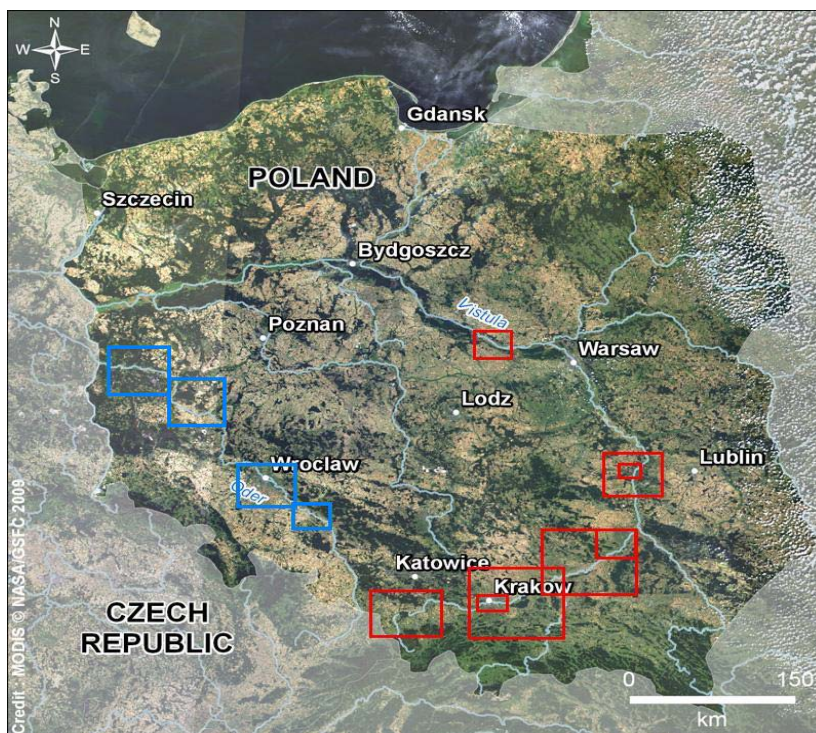 N
W E
S
Gdansk
POLAND
Szczecin
Bydgoszcz
Vistula
Poznan
Warsaw
Lodz
Wroclaw
Lublin
Oder
Katowice
Krakow
CZECH
REPUBLIC
0 150
km
Credit - MODIS © NASA/GSFC 2009